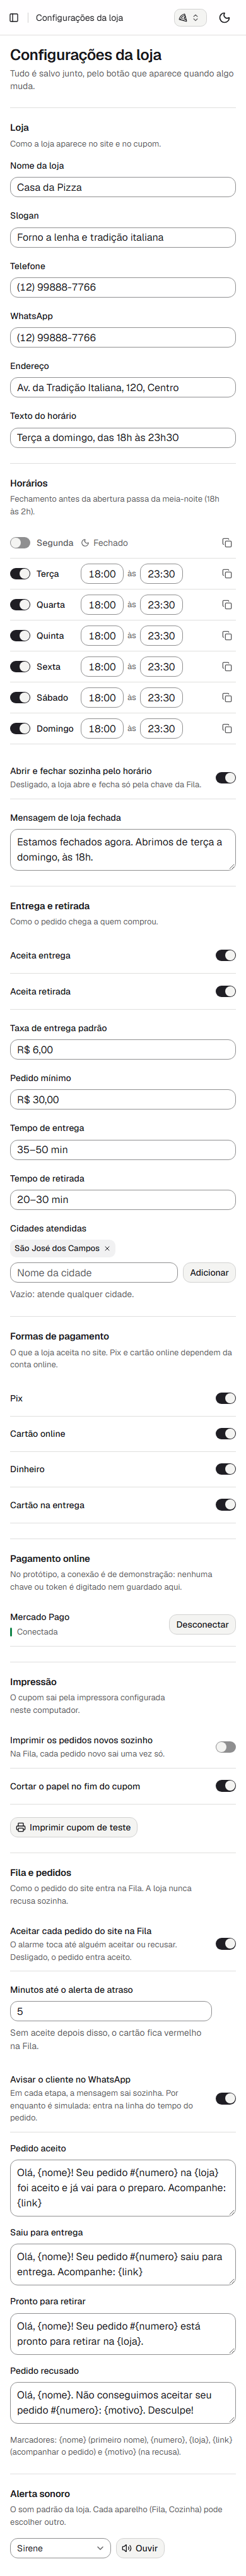 Configurações da loja
Configurações da loja
Tudo é salvo junto, pelo botão que aparece quando algo
muda.
Loja
Como a loja aparece no site e no cupom.
Nome da loja
Casa da Pizza
Slogan
Forno a lenha e tradição italiana
Telefone
(12) 99888-7766
WhatsApp
(12) 99888-7766
Endereço
Av. da Tradição Italiana, 120, Centro
Texto do horário
Terça a domingo, das 18h às 23h30
Horários
Fechamento antes da abertura passa da meia-noite (18h
às 2h).
Segunda Fechado
Terça 18:00 às 23:30
Quarta 18:00 às 23:30
Quinta 18:00 às 23:30
Sexta 18:00 às 23:30
Sábado 18:00 às 23:30
Domingo 18:00 às 23:30
Abrir e fechar sozinha pelo horário
Desligado, a loja abre e fecha só pela chave da Fila.
Mensagem de loja fechada
Estamos fechados agora. Abrimos de terça a
domingo, às 18h.
Entrega e retirada
Como o pedido chega a quem comprou.
Aceita entrega
Aceita retirada
Taxa de entrega padrão
R$ 6,00
Pedido mínimo
R$ 30,00
Tempo de entrega
35–50 min
Tempo de retirada
20–30 min
Cidades atendidas
São José dos Campos ×
Nome da cidade Adicionar
Vazio: atende qualquer cidade.
Formas de pagamento
O que a loja aceita no site. Pix e cartão online dependem da
conta online.
Pix
Cartão online
Dinheiro
Cartão na entrega
Pagamento online
No protótipo, a conexão é de demonstração: nenhuma
chave ou token é digitado nem guardado aqui.
Mercado Pago
Conectada
Desconectar
Impressão
O cupom sai pela impressora configurada
neste computador.
Imprimir os pedidos novos sozinho
Na Fila, cada pedido novo sai uma vez só.
Cortar o papel no fim do cupom
Imprimir cupom de teste
Fila e pedidos
Como o pedido do site entra na Fila. A loja nunca
recusa sozinha.
Aceitar cada pedido do site na Fila
O alarme toca até alguém aceitar ou recusar.
Desligado, o pedido entra aceito.
Minutos até o alerta de atraso
5
Sem aceite depois disso, o cartão fica vermelho
na Fila.
Avisar o cliente no WhatsApp
Em cada etapa, a mensagem sai sozinha. Por
enquanto é simulada: entra na linha do tempo do
pedido.
Pedido aceito
Olá, {nome}! Seu pedido #{numero} na {loja}
foi aceito e já vai para o preparo. Acompanhe:
{link}
Saiu para entrega
Olá, {nome}! Seu pedido #{numero} saiu para
entrega. Acompanhe: {link}
Pronto para retirar
Olá, {nome}! Seu pedido #{numero} está
pronto para retirar na {loja}.
Pedido recusado
Olá, {nome}. Não conseguimos aceitar seu
pedido #{numero}: {motivo}. Desculpe!
Marcadores: {nome} (primeiro nome), {numero}, {loja}, {link}
(acompanhar o pedido) e {motivo} (na recusa).
Alerta sonoro
O som padrão da loja. Cada aparelho (Fila, Cozinha) pode
escolher outro.
Sirene Ouvir